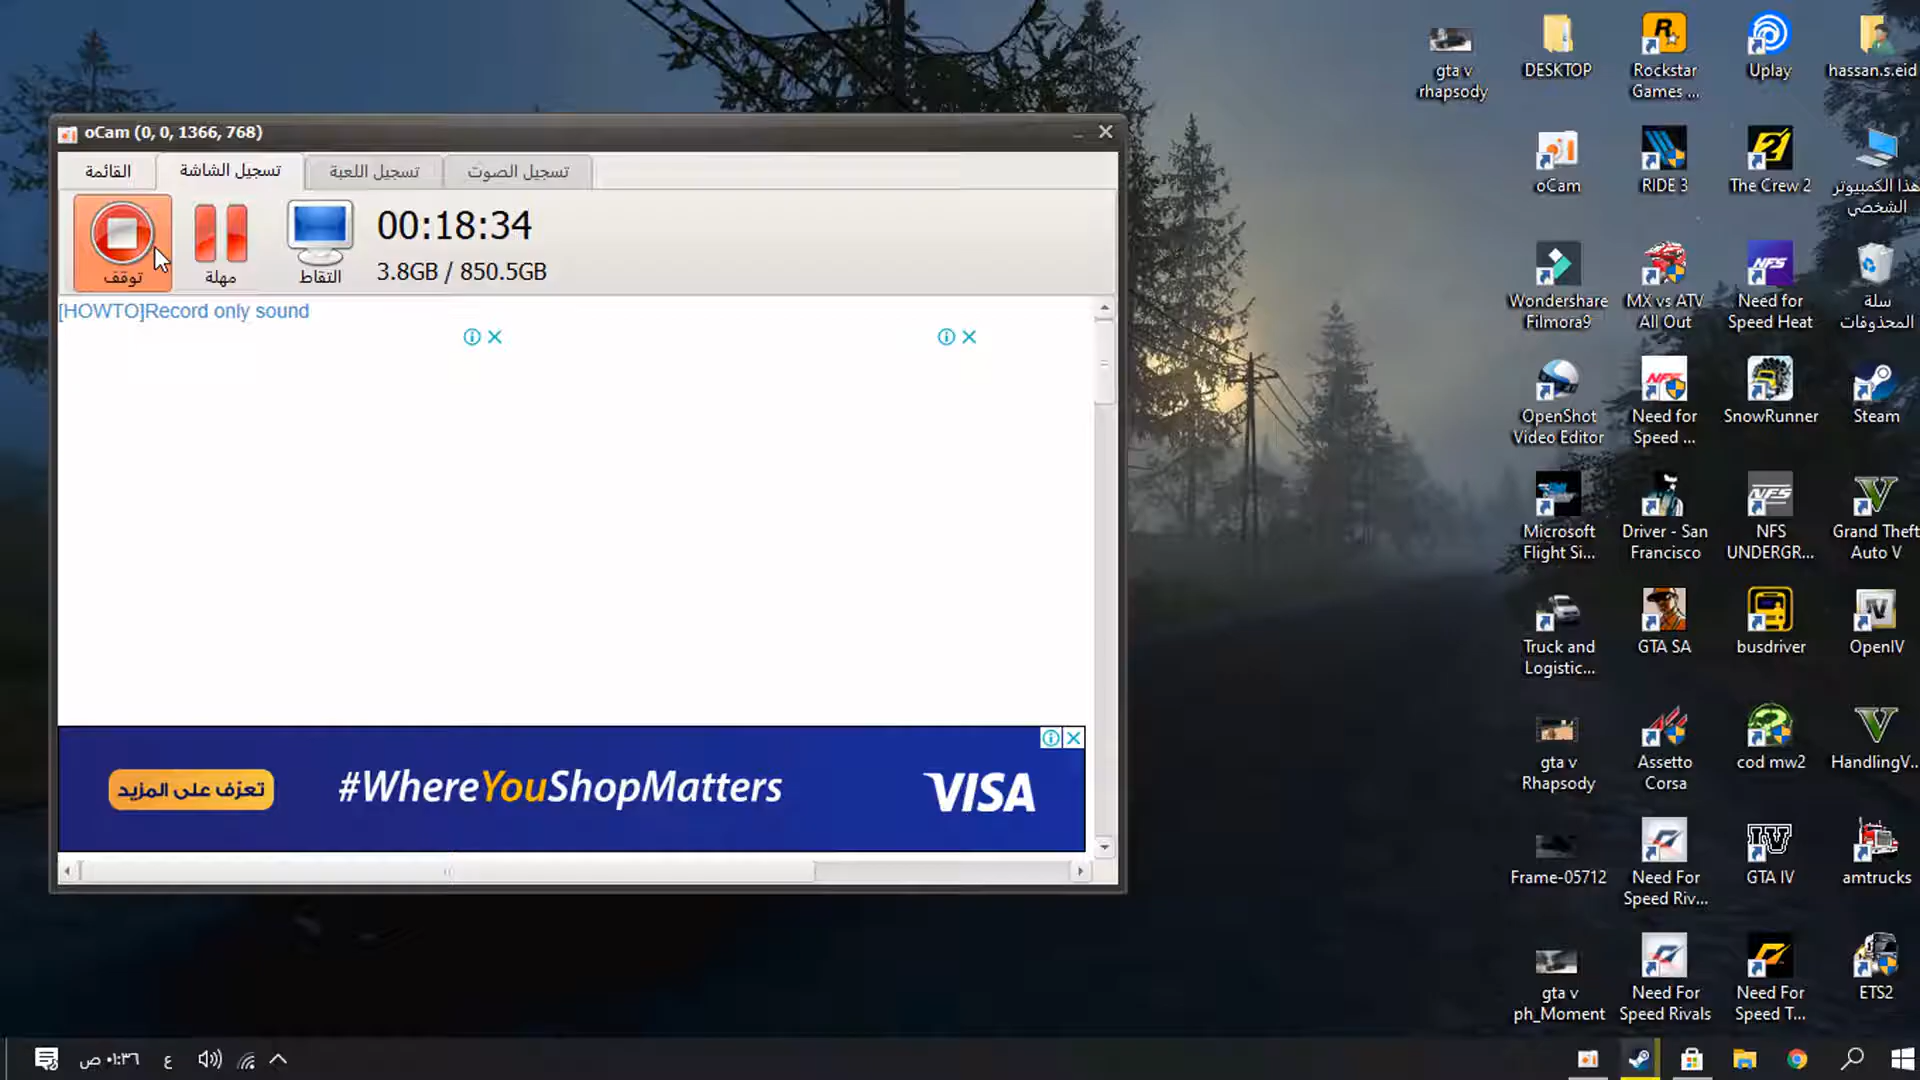 oCam (0, 0, 1366, 768)
القائمة
تسجيل الشاشة
تسجيل اللعبة
تسجيل الصوت
توقف
مهلة
التقاط
00:18:34
3.8GB / 850.5GB
[HOWTO]Record only sound
تعرّف على المزيد
#WhereYouShopMatters
VISA
gta v
rhapsody
DESKTOP
Rockstar
Games ...
Uplay
hassan.s.eid
oCam
RIDE 3
The Crew 2
هذا الكمبيوتر
الشخصي
Wondershare
Filmora9
MX vs ATV
All Out
Need for
Speed Heat
سلة
المحذوفات
OpenShot
Video Editor
Need for
Speed ...
SnowRunner
Steam
Microsoft
Flight Si...
Driver - San
Francisco
NFS
UNDERGR...
Grand Theft
Auto V
Truck and
Logistic...
GTA SA
busdriver
OpenIV
gta v
Rhapsody
Assetto
Corsa
cod mw2
HandlingV...
Frame-05712
Need For
Speed Riv...
GTA IV
amtrucks
gta v
ph_Moment
Need For
Speed Rivals
Need For
Speed T...
ETS2
٠١:٣٦ ص
ع